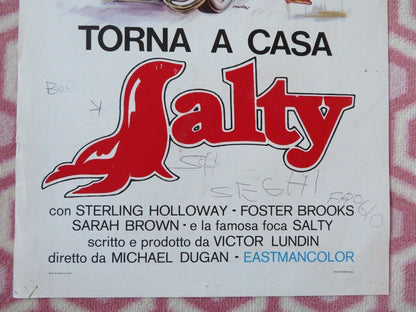 TORNA A CASA
Salty
SEGHI
con STERLING HOLLOWAY - FOSTER BROOKS
SARAH BROWN - e la famosa foca SALTY
scritto e prodotto da VICTOR LUNDIN
diretto da MICHAEL DUGAN - EASTMANCOLOR